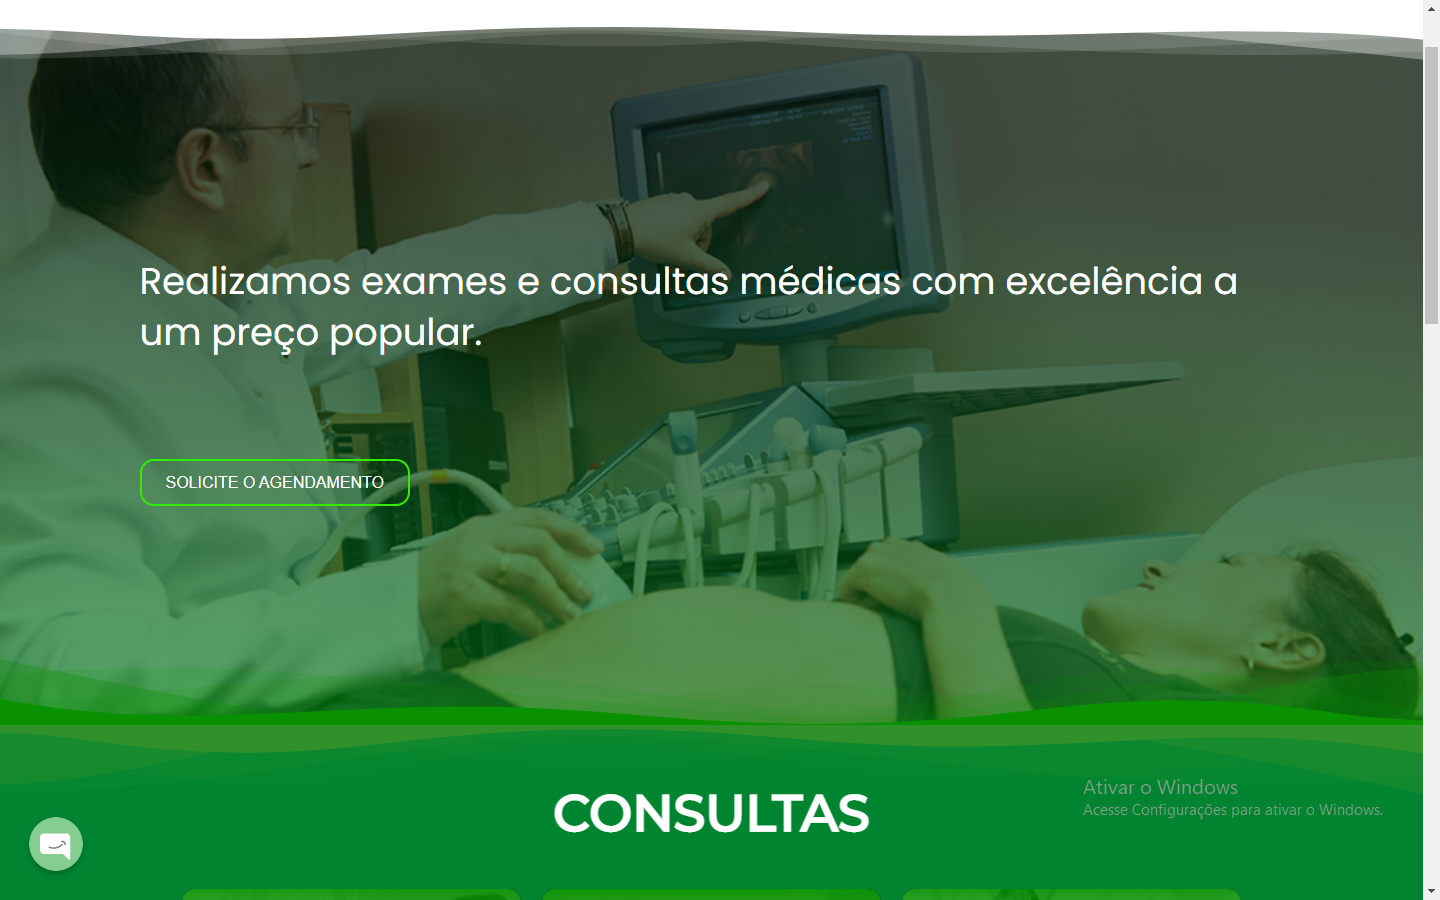 Realizamos exames e consultas médicas com excelência a
um preço popular.
SOLICITE O AGENDAMENTO
CONSULTAS
Ativar o Windows
Acesse Configurações para ativar o Windows.